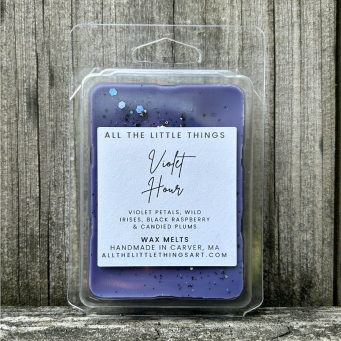 ALL THE LITTLE THINGS
Violet
Hour
VIOLET PETALS, WILD
IRISES, BLACK RASPBERRY
& CANDIED PLUMS
WAX MELTS
HANDMADE IN CARVER, MA
ALLTHELITTLETHINGSART.COM